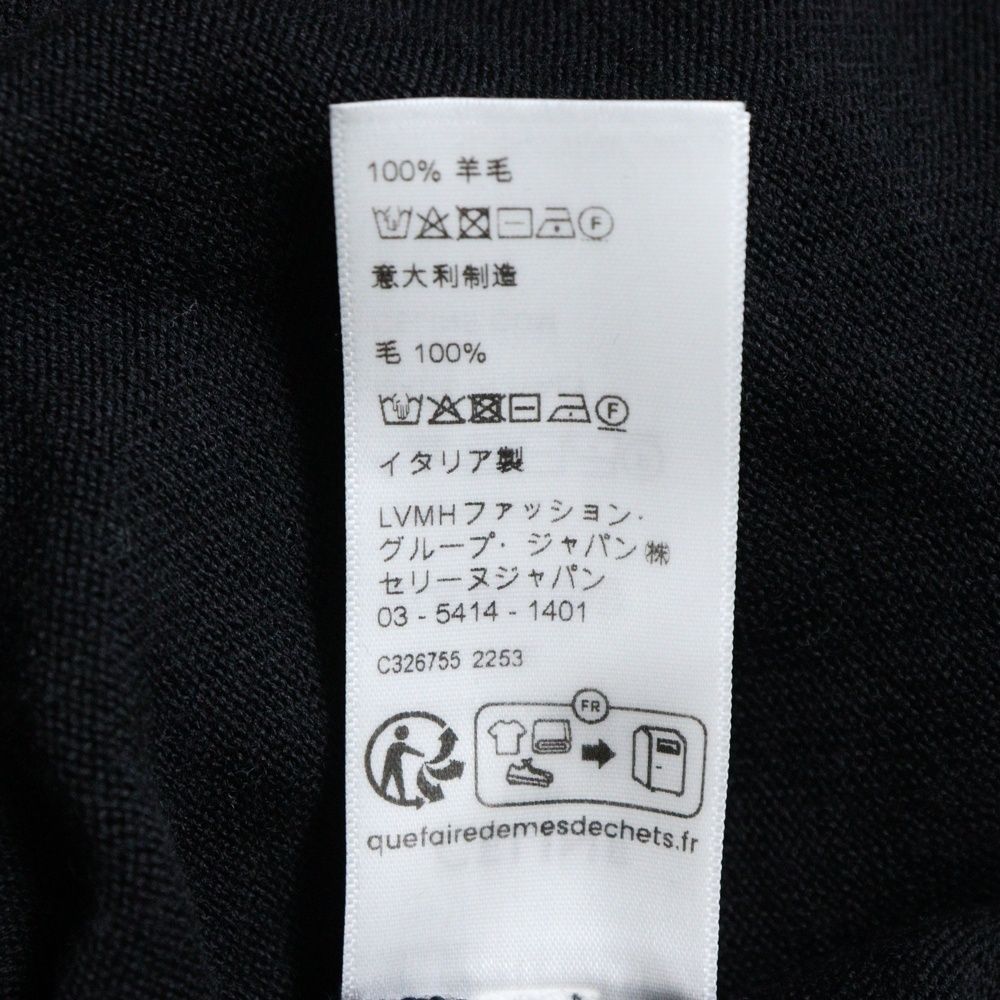 100% 羊毛
F
意大利制造
毛 100%
F
イタリア製
LVMHファッション・
グループ・ジャパン㈱
セリーヌジャパン
03 - 5414 - 1401
C326755 2253
FR
quefairedemesdechets.fr